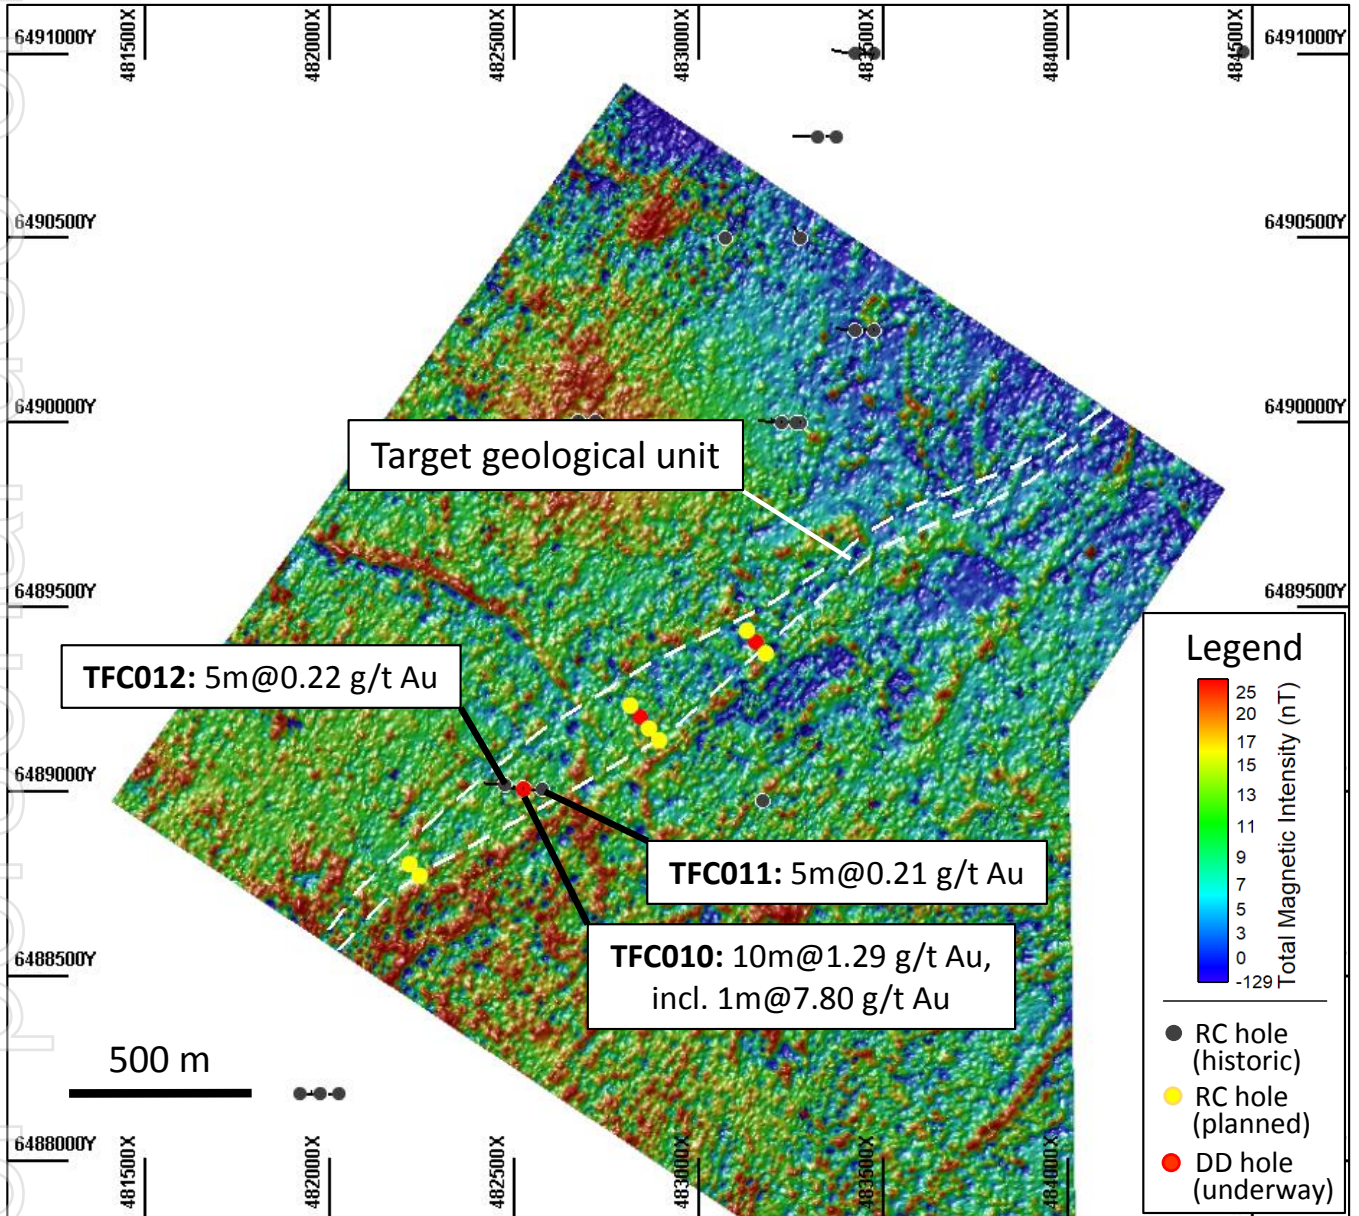 481500X
482000X
482500X
483000X
483500X
484000X
484500X
6491000Y
6491000Y
6490500Y
6490500Y
6490000Y
6490000Y
Target geological unit
6489500Y
6489500Y
TFC012: 5m@0.22 g/t Au
6489000Y
TFC011: 5m@0.21 g/t Au
TFC010: 10m@1.29 g/t Au,
incl. 1m@7.80 g/t Au
6488500Y
500 m
6488000Y
481500X
482000X
482500X
483000X
483500X
484000X
Legend
25
20
17
15
13
11
9
7
5
3
0
-129
Total Magnetic Intensity (nT)
RC hole
(historic)
RC hole
(planned)
DD hole
(underway)